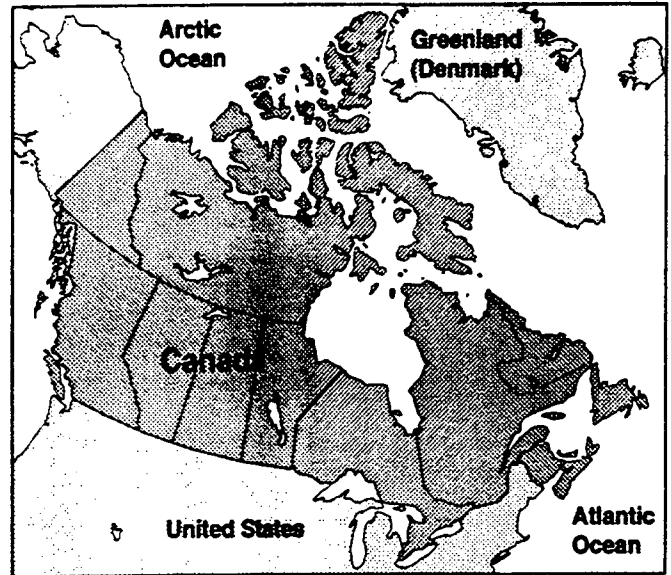 Arctic
Ocean
Greenland
(Denmark)
Canada
United States
Atlantic
Ocean